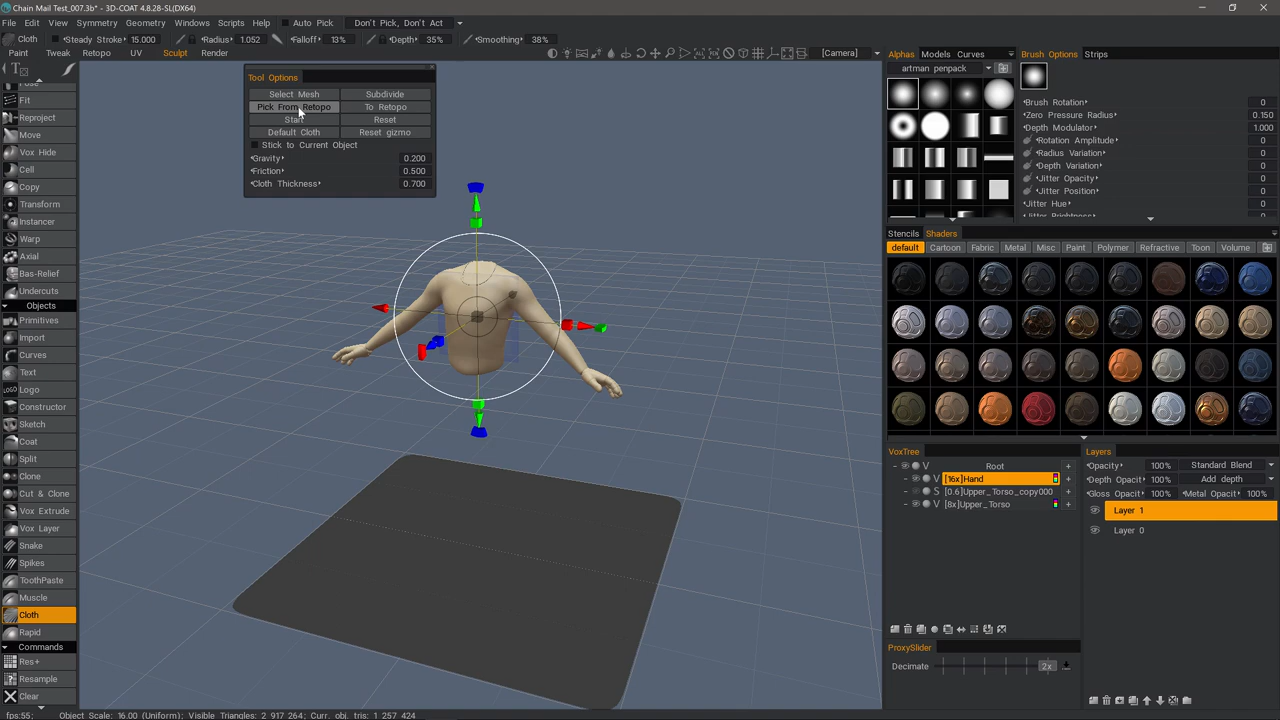 Chain Mail Test_007.3b* - 3D-COAT 4.8.28-SL(DX64)
File Edit View Symmetry Geometry Windows Scripts Help Auto Pick Don't Pick, Don't Act
Cloth Steady Stroke 15.000 Radius 1.052 Falloff 13% Depth 35% Smoothing 38%
Paint Tweak Retopo UV Sculpt Render [Camera]
Fit
Reproject
Move
Vox Hide
Cell
Copy
Transform
Instancer
Warp
Axial
Bas-Relief
Undercuts
Objects
Primitives
Import
Curves
Text
Logo
Constructor
Sketch
Coat
Split
Clone
Cut & Clone
Vox Extrude
Vox Layer
Snake
Spikes
ToothPaste
Muscle
Cloth
Rapid
Commands
Res+
Resample
Clear
Tool Options
Select Mesh Subdivide
Pick From Retopo To Retopo
Start Reset
Default Cloth Reset gizmo
Stick to Current Object
Gravity 0.200
Friction 0.500
Cloth Thickness 0.700
Alphas Models Curves
artman penpack
Brush Options Strips
Brush Rotation 0
Zero Pressure Radius 0.150
Depth Modulator 1.000
Rotation Amplitude 0
Radius Variation 0
Depth Variation 0
Jitter Opacity 0
Jitter Position 0
Jitter Hue 0
Jitter Brightness
Stencils Shaders
default Cartoon Fabric Metal Misc Paint Polymer Refractive Toon Volume
VoxTree
V Root +
V [16x]Hand +
S [0.6]Upper_Torso_copy000 +
V [8x]Upper_Torso +
Layers
Opacity 100% Standard Blend
Depth Opacit 100% Add depth
Gloss Opacit 100% Metal Opacit 100%
Layer 1
Layer 0
ProxySlider
Decimate 2x
fps:55; Object Scale: 16.00 (Uniform); Visible Triangles: 2 917 264; Curr. obj. tris: 1 257 424